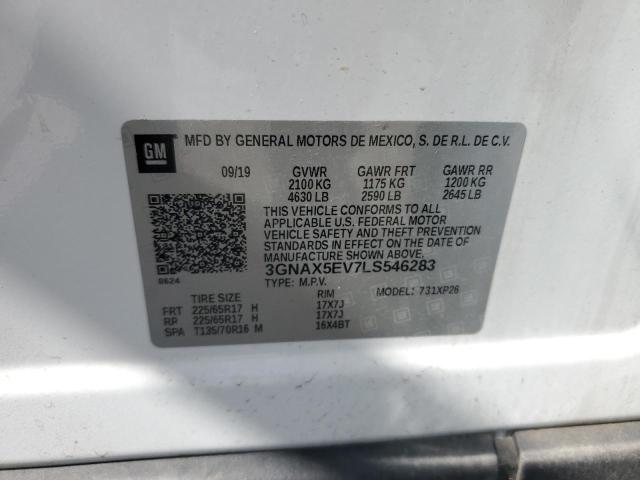 GM
MFD BY GENERAL MOTORS DE MEXICO, S. DE R.L. DE C.V.
09/19 GVWR GAWR FRT GAWR RR
2100 KG 1175 KG 1200 KG
4630 LB 2590 LB 2645 LB
THIS VEHICLE CONFORMS TO ALL
APPLICABLE U.S. FEDERAL MOTOR
VEHICLE SAFETY AND THEFT
PREVENTION STANDARDS IN
EFFECT ON THE DATE OF
MANUFACTURE SHOWN ABOVE.
3GNAX5EV7LS546283
8624
TYPE: M.P.V. MODEL: 731XP26
TIRE SIZE RIM
FRT 225/65R17 H 17X7J
RR 225/65R17 H 17X7J
SPA T135/70R16 M 16X4BT